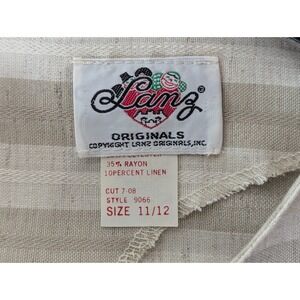 Lanz®
ORIGINALS
COPYRIGHT LANZ ORIGINALS, INC.
35% RAYON
10PERCENT LINEN
CUT 7-08
STYLE 9066
SIZE 11/12